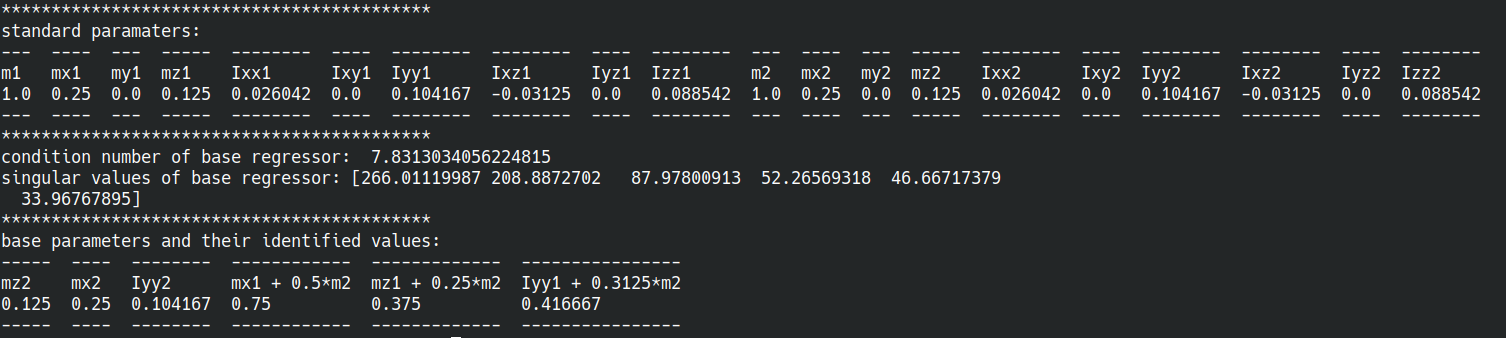 *******************************************
standard paramaters:
---  ----  ---  -----  --------  ----  --------  --------  ----  --------  ---  ----  ---  -----  --------  ----  --------  --------  ----  --------
m1   mx1   my1  mz1    Ixx1      Ixy1  Iyy1      Ixz1      Iyz1  Izz1      m2   mx2   my2  mz2    Ixx2      Ixy2  Iyy2      Ixz2      Iyz2  Izz2
1.0  0.25  0.0  0.125  0.026042  0.0   0.104167  -0.03125  0.0   0.088542  1.0  0.25  0.0  0.125  0.026042  0.0   0.104167  -0.03125  0.0   0.088542
---  ----  ---  -----  --------  ----  --------  --------  ----  --------  ---  ----  ---  -----  --------  ----  --------  --------  ----  --------
*******************************************
condition number of base regressor:  7.8313034056224815
singular values of base regressor: [266.01119987 208.8872702   87.97800913  52.26569318  46.66717379
  33.96767895]
*******************************************
base parameters and their identified values:
-----  ----  --------  ------------  -------------  ----------------
mz2    mx2   Iyy2      mx1 + 0.5*m2  mz1 + 0.25*m2  Iyy1 + 0.3125*m2
0.125  0.25  0.104167  0.75          0.375          0.416667
-----  ----  --------  ------------  -------------  ----------------